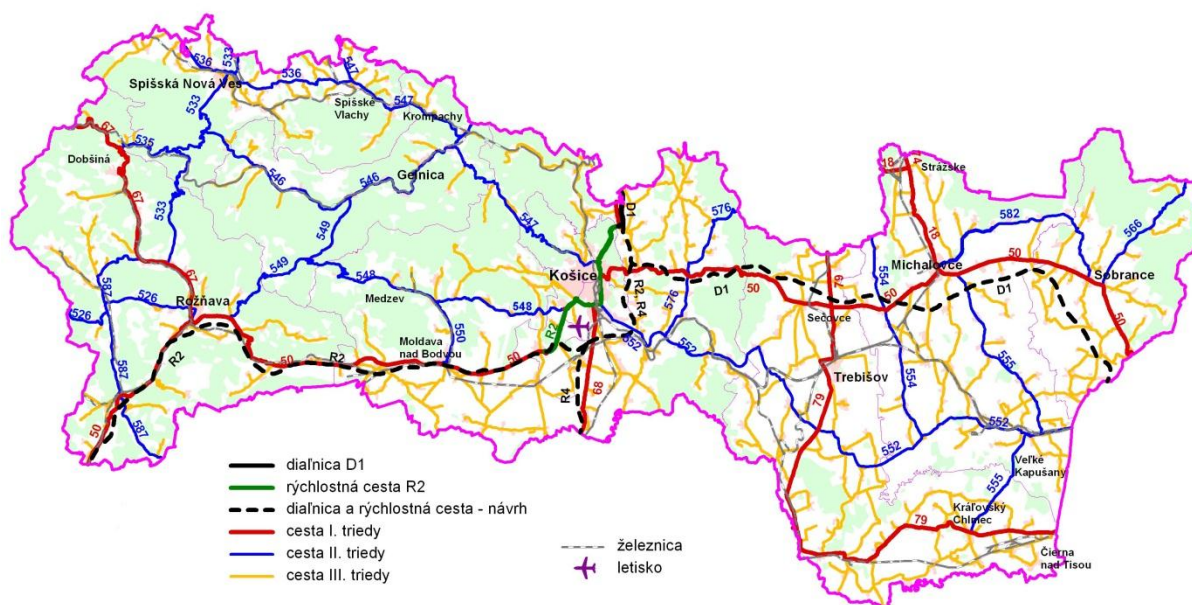 536
533
536
547
Spišská Nová Ves
533
Spišské
Vlachy
547
Krompachy
67
535
Dobšiná
546
546
Gelnica
533
67
549
547
576
D1
18
74
Strážske
582
566
18
Košice
Michalovce
50
Sobrance
67
549
548
Medzev
548
R2, R4
576
D1
50
79
554
50
D1
50
Sečovce
587
526
526
Rožňava
R2
552
552
550
Moldava
nad Bodvou
R2
50
R2
50
587
R4
68
Trebišov
554
555
79
552
552
50
587
Veľké
Kapušany
555
Kráľovský
Chlmec
79
Čierna
nad Tisou
diaľnica D1
rýchlostná cesta R2
diaľnica a rýchlostná cesta - návrh
cesta I. triedy
cesta II. triedy
cesta III. triedy
železnica
letisko